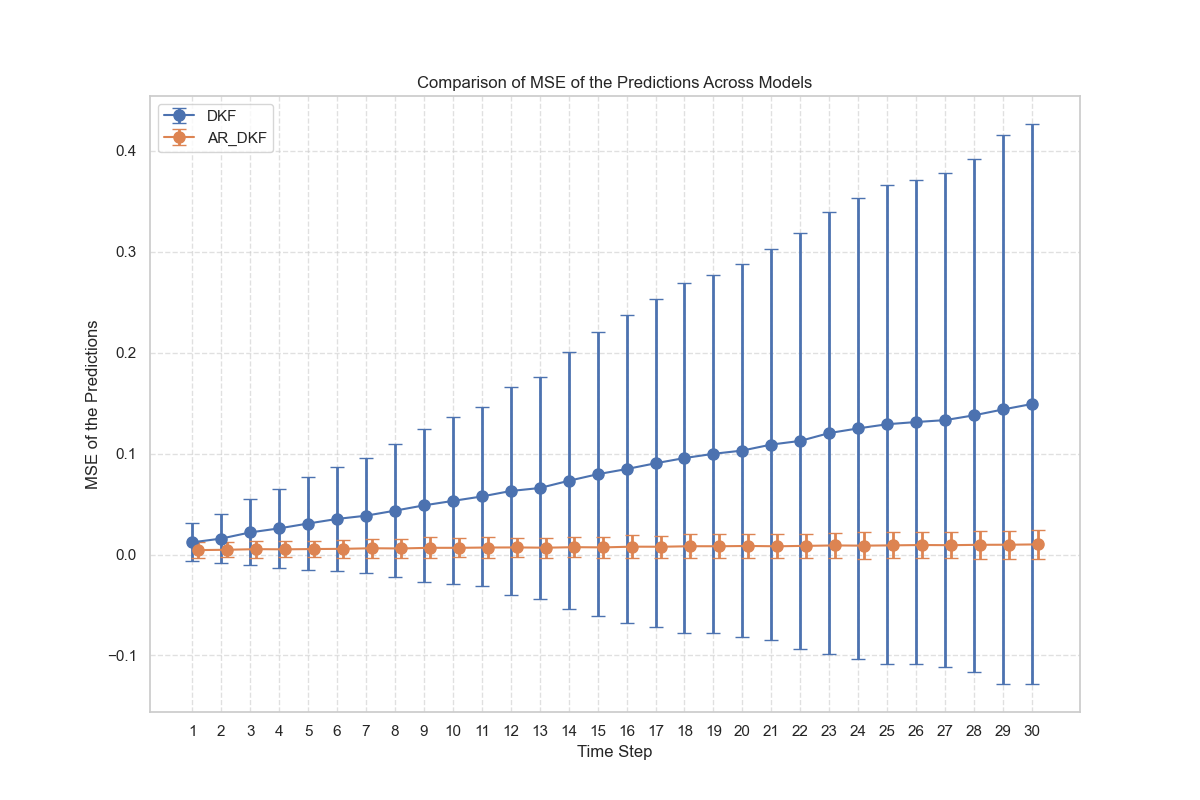 Comparison of MSE of the Predictions Across Models
DKF
AR_DKF
MSE of the Predictions
0.4
0.3
0.2
0.1
0.0
−0.1
1 2 3 4 5 6 7 8 9 10 11 12 13 14 15 16 17 18 19 20 21 22 23 24 25 26 27 28 29 30
Time Step